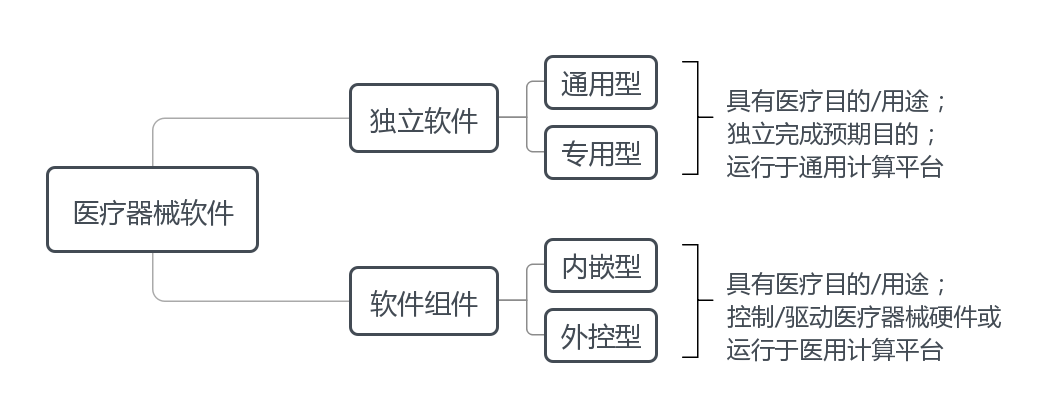 医疗器械软件
独立软件
通用型
专用型
具有医疗目的/用途；
独立完成预期目的；
运行于通用计算平台
软件组件
内嵌型
外控型
具有医疗目的/用途；
控制/驱动医疗器械硬件或
运行于医用计算平台